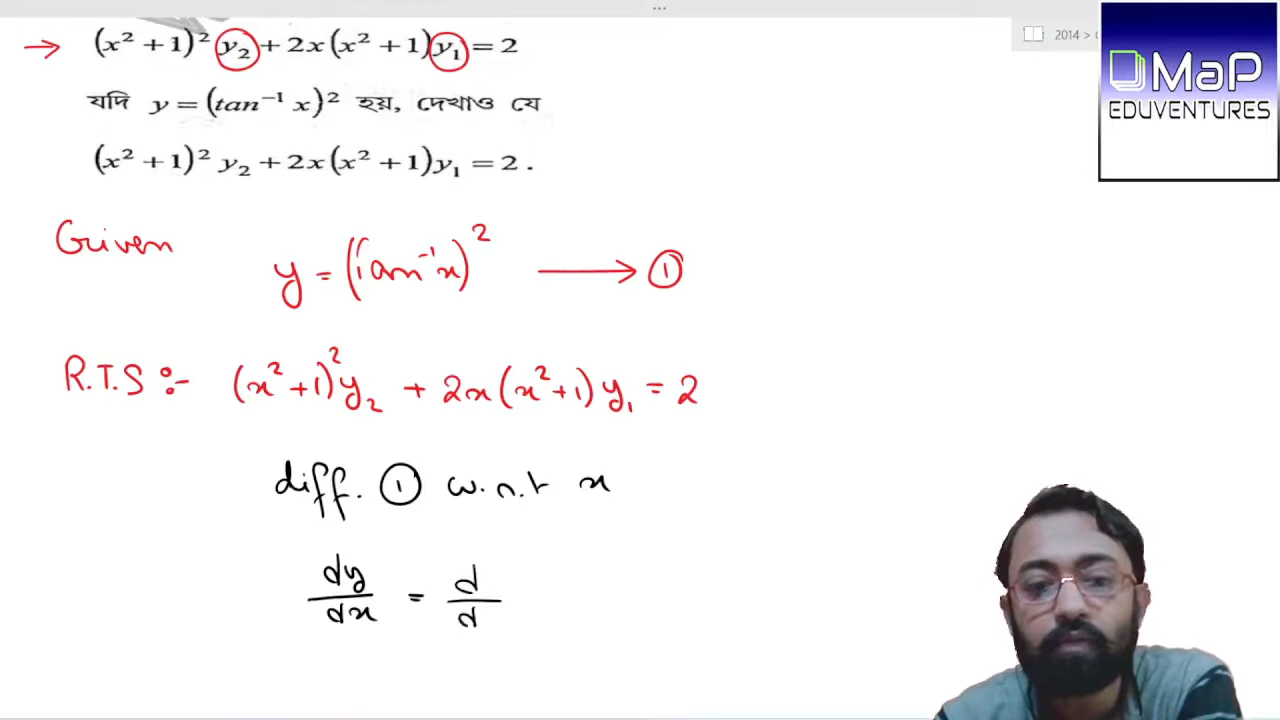 2014 > C
MaP
EDUVENTURES
→ (x² + 1)² y₂ + 2x(x² + 1)y₁ = 2
যদি y = (tan⁻¹ x)² হয়, দেখাও যে
(x² + 1)² y₂ + 2x(x² + 1)y₁ = 2 .
Given y = (tan⁻¹x)² ⟶ ①
R.T.S :- (x²+1)²y₂ + 2x(x²+1)y₁ = 2
diff. ① w.r.t x
dy/dx = d/d